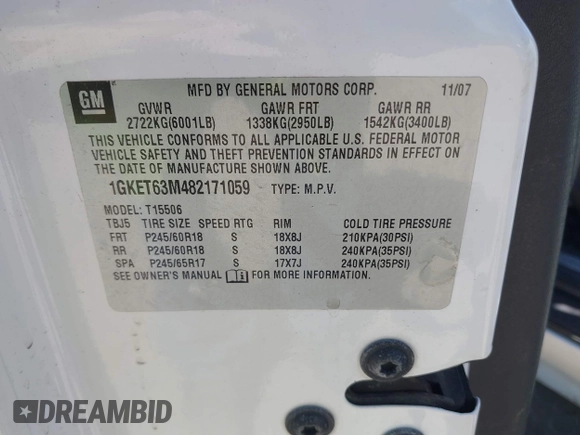 GM
MFD BY GENERAL MOTORS CORP. 11/07
GVWR GAWR FRT GAWR RR
2722KG(6001LB) 1338KG(2950LB) 1542KG(3400LB)
THIS VEHICLE CONFORMS TO ALL APPLICABLE U.S. FEDERAL MOTOR
VEHICLE SAFETY AND THEFT PREVENTION STANDARDS IN EFFECT ON
THE DATE OF MANUFACTURE SHOWN ABOVE.
1GKET63M482171059 TYPE: M.P.V.
MODEL: T15506
TBJ5 TIRE SIZE SPEED RTG RIM COLD TIRE PRESSURE
FRT P245/60R18 S 18X8J 210KPA(30PSI)
RR P245/60R18 S 18X8J 240KPA(35PSI)
SPA P245/65R17 S 17X7J 240KPA(35PSI)
SEE OWNER'S MANUAL FOR MORE INFORMATION.
DREAMBID